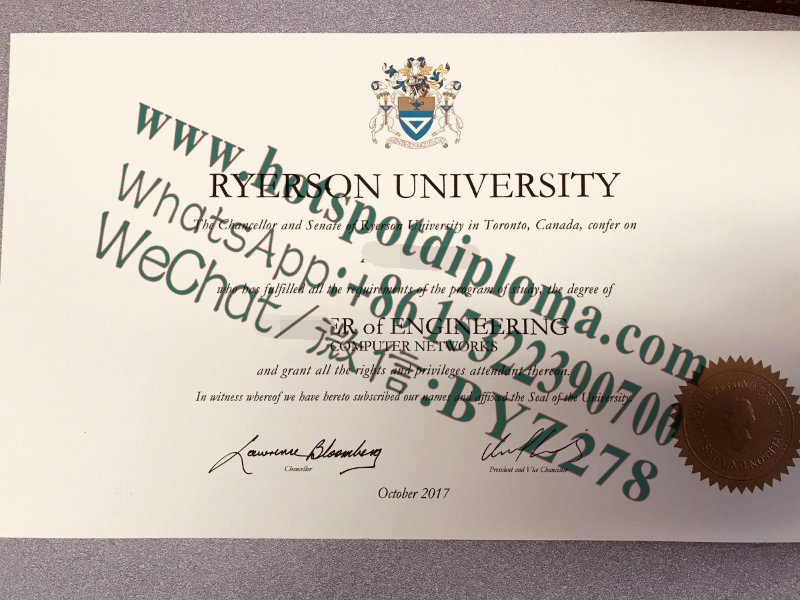 RYERSON UNIVERSITY
The Chancellor and Senate of Ryerson University in Toronto, Canada, confer on
who has fulfilled all the requirements of the program of study, the degree of
ER of ENGINEERING
COMPUTER NETWORKS
and grant all the rights and privileges attendant thereon.
In witness whereof we have hereto subscribed our names and affixed the Seal of the University.
Lawrence Bloomberg
Chancellor
President and Vice Chancellor
October 2017
www.hotspotdiploma.com
WhatsApp:+86 15922390700
WeChat/微信:BYZ278